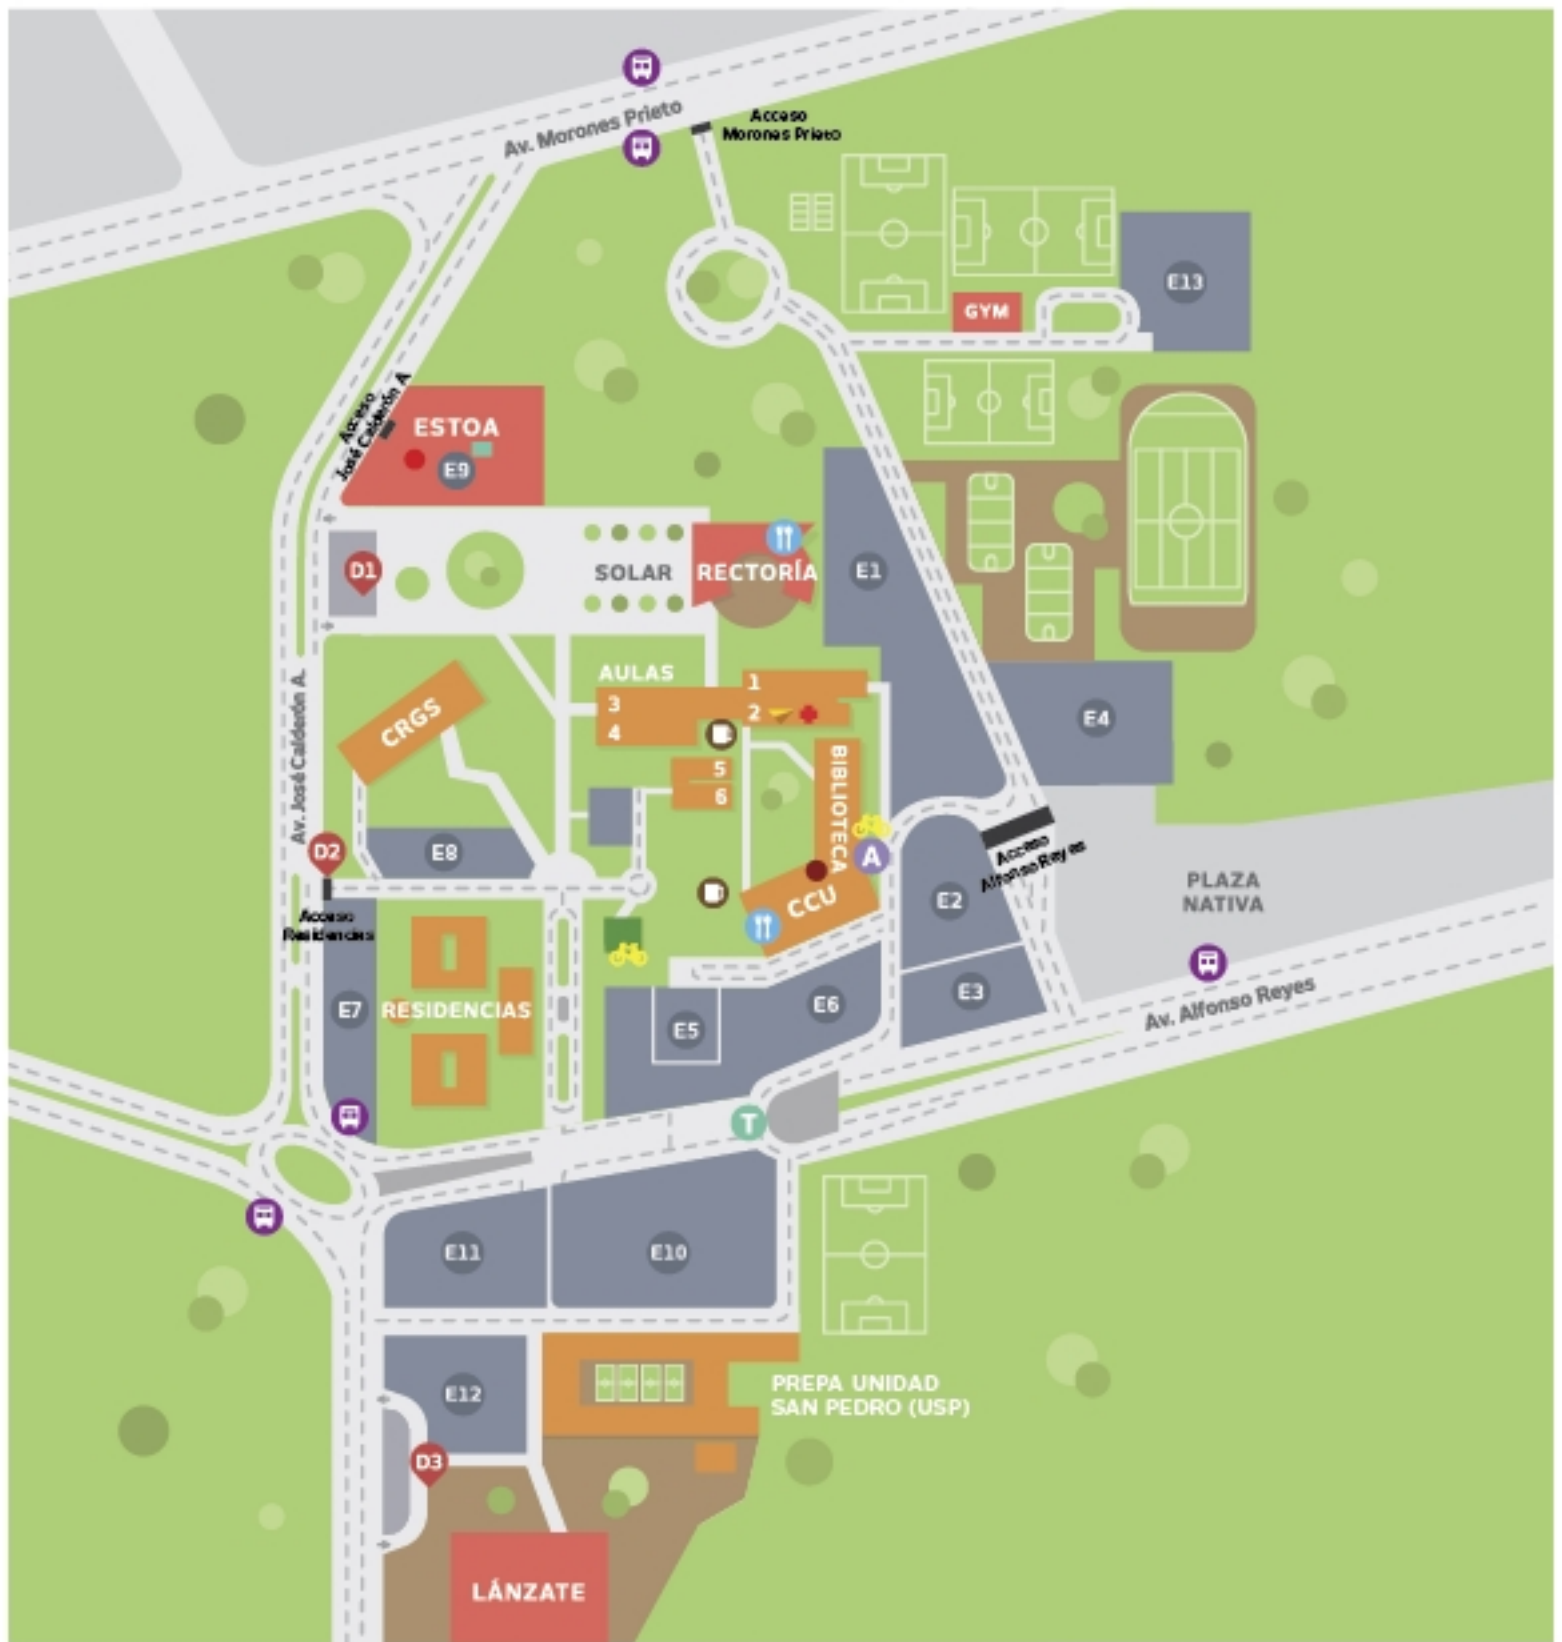 Av. Morones Prieto
Acceso
Morones Prieto
E13
GYM
Acceso
José Calderón A
ESTOA
E9
D1
SOLAR
RECTORÍA
E1
AULAS
1
3
2
4
CRGS
E4
5
6
BIBLIOTECA
Av. José Calderón A.
D2
E8
A
Acceso
Alfonso Reyes
CCU
E2
PLAZA
NATIVA
Acceso
Residencies
E7
RESIDENCIAS
E5
E6
E3
Av. Alfonso Reyes
T
E11
E10
E12
PREPA UNIDAD
SAN PEDRO (USP)
D3
LÁNZATE